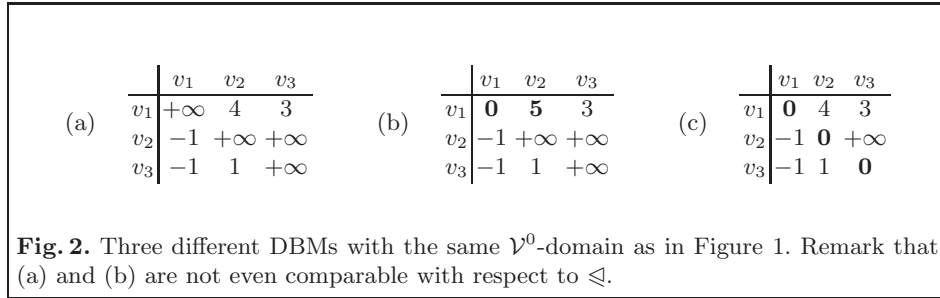 v₁ v₂ v₃ v₁ v₂ v₃ v₁ v₂ v₃
(a) v₁ +∞ 4 3 (b) v₁ 0 5 3 (c) v₁ 0 4 3
v₂ −1 +∞ +∞ v₂ −1 +∞ +∞ v₂ −1 0 +∞
v₃ −1 1 +∞ v₃ −1 1 +∞ v₃ −1 1 0
Fig. 2. Three different DBMs with the same 𝒱⁰-domain as in Figure 1. Remark that
(a) and (b) are not even comparable with respect to ⊴.